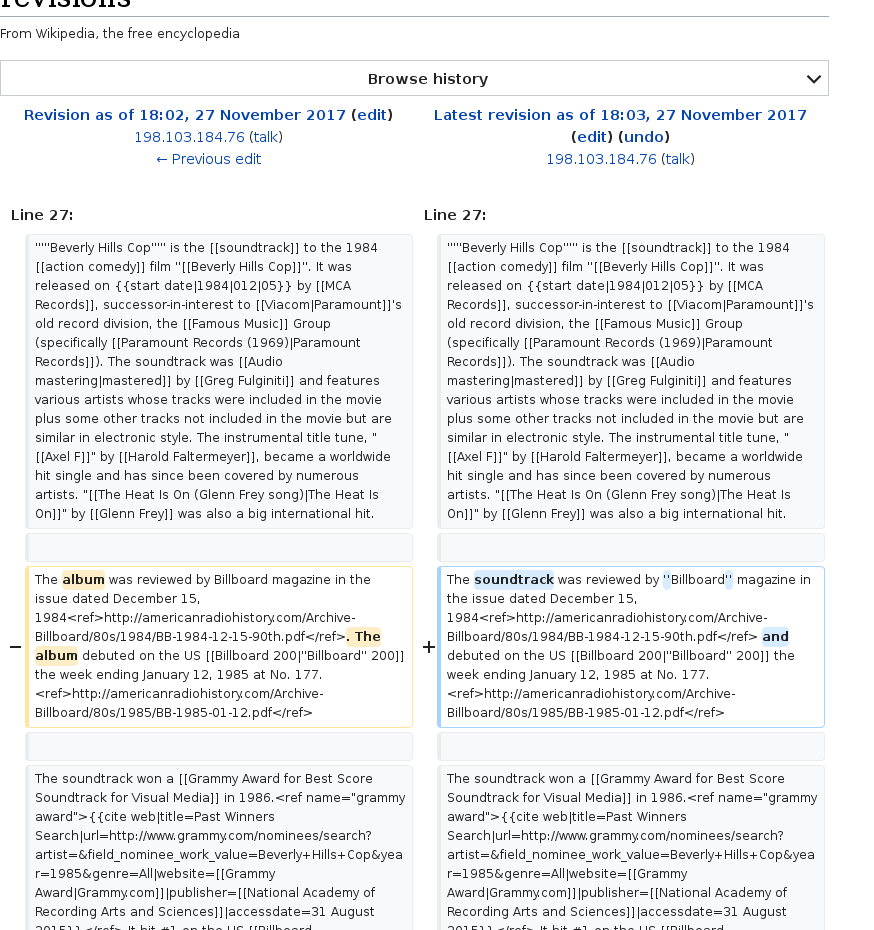 revisions
From Wikipedia, the free encyclopedia
Browse history
Revision as of 18:02, 27 November 2017 (edit)
198.103.184.76 (talk)
← Previous edit
Latest revision as of 18:03, 27 November 2017
(edit) (undo)
198.103.184.76 (talk)
Line 27:
'''''Beverly Hills Cop''''' is the [[soundtrack]] to the 1984
[[action comedy]] film ''[[Beverly Hills Cop]]''. It was
released on {{start date|1984|012|05}} by [[MCA
Records]], successor-in-interest to [[Viacom|Paramount]]'s
old record division, the [[Famous Music]] Group
(specifically [[Paramount Records (1969)|Paramount
Records]]). The soundtrack was [[Audio
mastering|mastered]] by [[Greg Fulginiti]] and features
various artists whose tracks were included in the movie
plus some other tracks not included in the movie but are
similar in electronic style. The instrumental title tune, "
[[Axel F]]" by [[Harold Faltermeyer]], became a worldwide
hit single and has since been covered by numerous
artists. "[[The Heat Is On (Glenn Frey song)|The Heat Is
On]]" by [[Glenn Frey]] was also a big international hit.
− The album was reviewed by Billboard magazine in the
issue dated December 15,
1984<ref>http://americanradiohistory.com/Archive-
Billboard/80s/1984/BB-1984-12-15-90th.pdf</ref>. The
album debuted on the US [[Billboard 200|''Billboard'' 200]]
the week ending January 12, 1985 at No. 177.
<ref>http://americanradiohistory.com/Archive-
Billboard/80s/1985/BB-1985-01-12.pdf</ref>
The soundtrack won a [[Grammy Award for Best Score
Soundtrack for Visual Media]] in 1986.<ref name="grammy
award">{{cite web|title=Past Winners
Search|url=http://www.grammy.com/nominees/search?
artist=&field_nominee_work_value=Beverly+Hills+Cop&yea
r=1985&genre=All|website=[[Grammy
Award|Grammy.com]]|publisher=[[National Academy of
Recording Arts and Sciences]]|accessdate=31 August
2015}}</ref> It hit #1 on the US [[Billboard
Line 27:
'''''Beverly Hills Cop''''' is the [[soundtrack]] to the 1984
[[action comedy]] film ''[[Beverly Hills Cop]]''. It was
released on {{start date|1984|012|05}} by [[MCA
Records]], successor-in-interest to [[Viacom|Paramount]]'s
old record division, the [[Famous Music]] Group
(specifically [[Paramount Records (1969)|Paramount
Records]]). The soundtrack was [[Audio
mastering|mastered]] by [[Greg Fulginiti]] and features
various artists whose tracks were included in the movie
plus some other tracks not included in the movie but are
similar in electronic style. The instrumental title tune, "
[[Axel F]]" by [[Harold Faltermeyer]], became a worldwide
hit single and has since been covered by numerous
artists. "[[The Heat Is On (Glenn Frey song)|The Heat Is
On]]" by [[Glenn Frey]] was also a big international hit.
+ The soundtrack was reviewed by ''Billboard'' magazine in
the issue dated December 15,
1984<ref>http://americanradiohistory.com/Archive-
Billboard/80s/1984/BB-1984-12-15-90th.pdf</ref> and
debuted on the US [[Billboard 200|''Billboard'' 200]] the
week ending January 12, 1985 at No. 177.
<ref>http://americanradiohistory.com/Archive-
Billboard/80s/1985/BB-1985-01-12.pdf</ref>
The soundtrack won a [[Grammy Award for Best Score
Soundtrack for Visual Media]] in 1986.<ref name="grammy
award">{{cite web|title=Past Winners
Search|url=http://www.grammy.com/nominees/search?
artist=&field_nominee_work_value=Beverly+Hills+Cop&yea
r=1985&genre=All|website=[[Grammy
Award|Grammy.com]]|publisher=[[National Academy of
Recording Arts and Sciences]]|accessdate=31 August
2015}}</ref> It hit #1 on the US [[Billboard